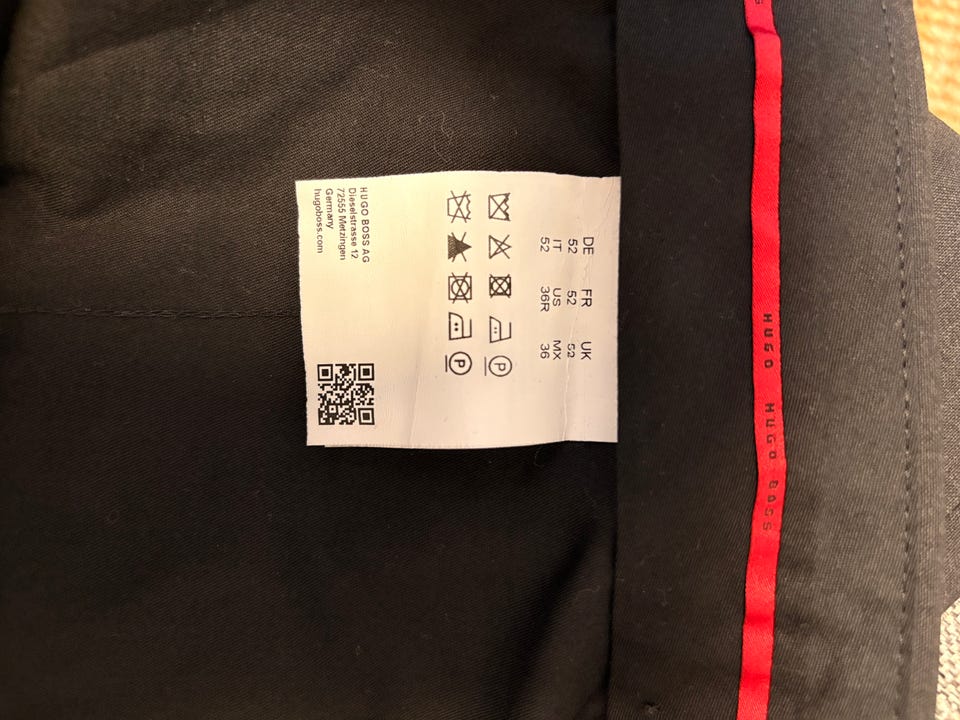 DE FR UK
52 52 52
IT US MX
52 36R 36
P
P
HUGO BOSS AG
Dieselstrasse 12
72555 Metzingen
Germany
hugoboss.com
HUGO HUGO BOSS